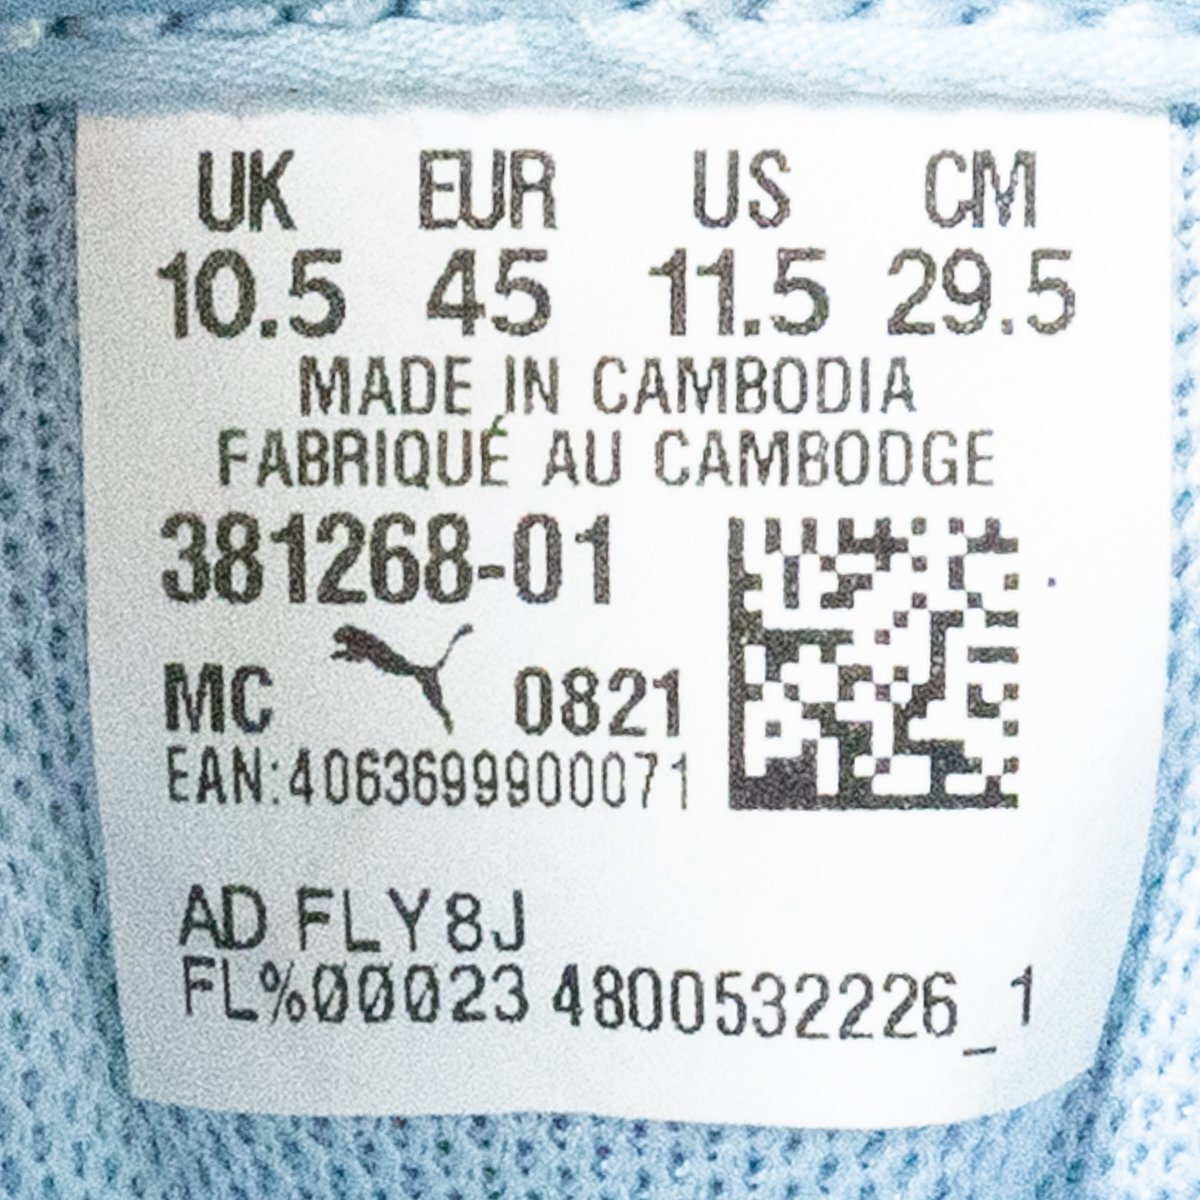 UK EUR US CM
10.5 45 11.5 29.5
MADE IN CAMBODIA
FABRIQUÉ AU CAMBODGE
381268-01
MC 0821
EAN:4063699900071
AD FLY8J
FL%00023 4800532226_1